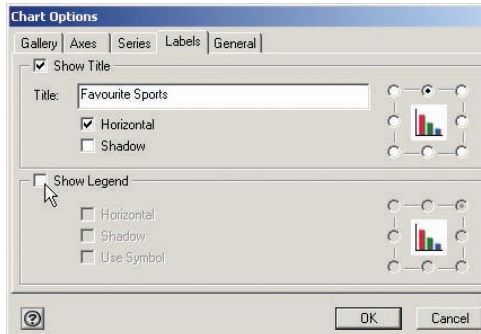 Chart Options
Gallery Axes Series Labels General
Show Title
Title: Favourite Sports
Horizontal
Shadow
Show Legend
Horizontal
Shadow
Use Symbol
? OK Cancel